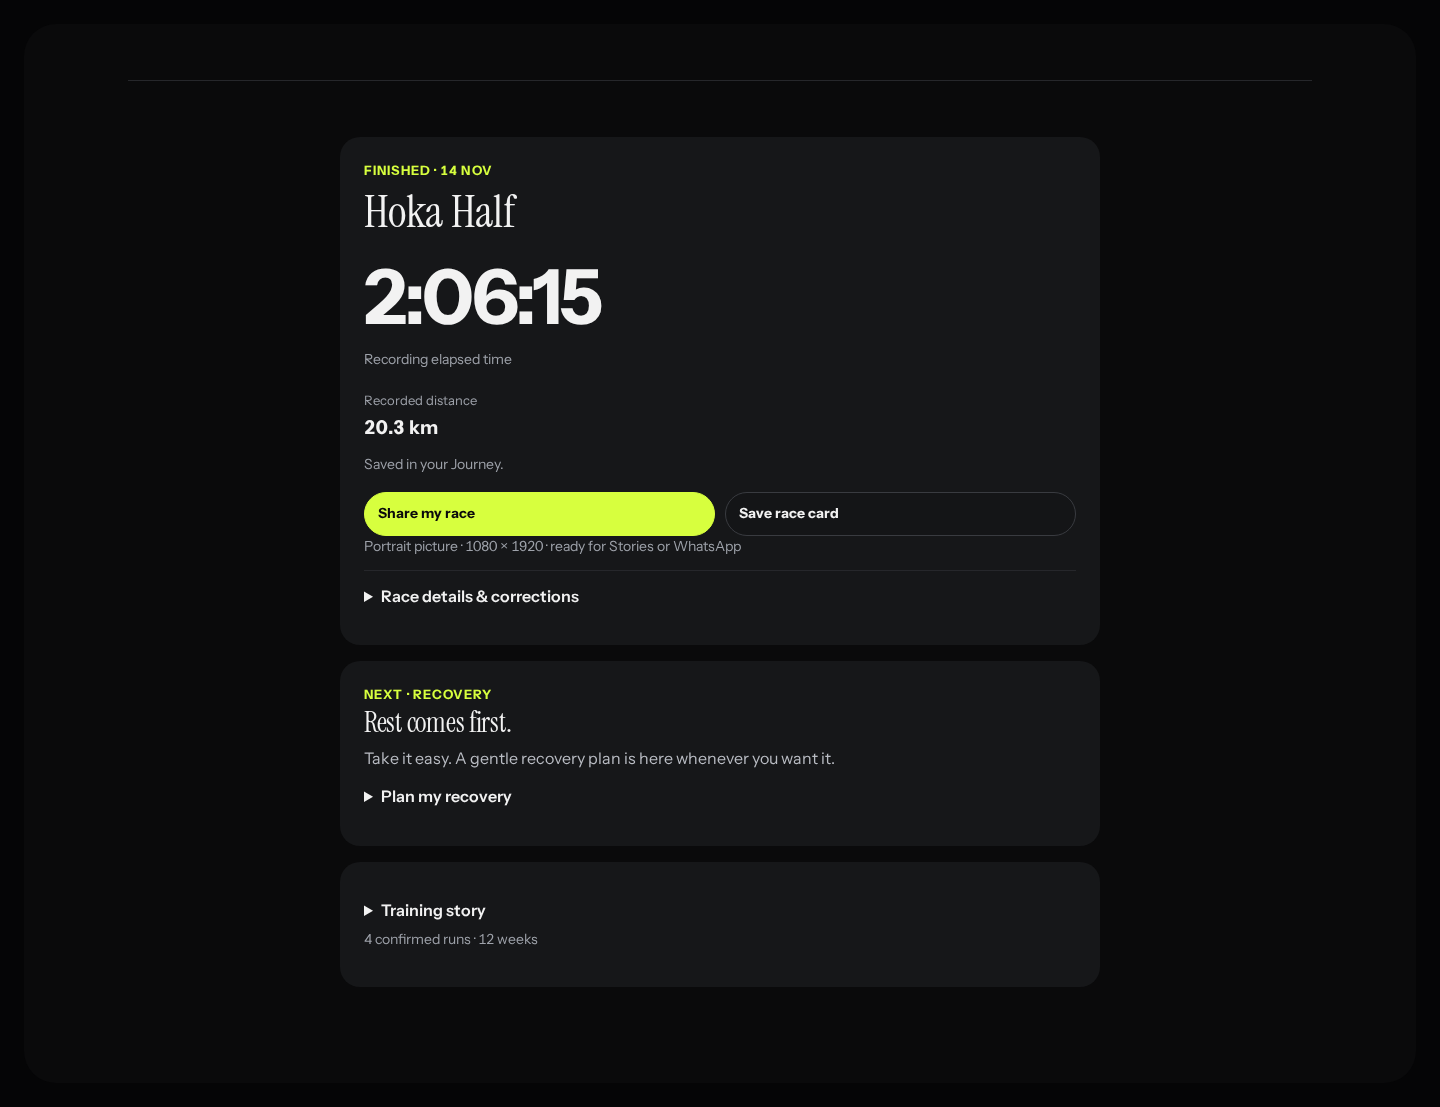 FINISHED · 14 NOV
Hoka Half
2:06:15
Recording elapsed time
Recorded distance
20.3 km
Saved in your Journey.
Share my race
Save race card
Portrait picture · 1080 × 1920 · ready for Stories or WhatsApp
Race details & corrections
NEXT · RECOVERY
Rest comes first.
Take it easy. A gentle recovery plan is here whenever you want it.
Plan my recovery
Training story
4 confirmed runs · 12 weeks